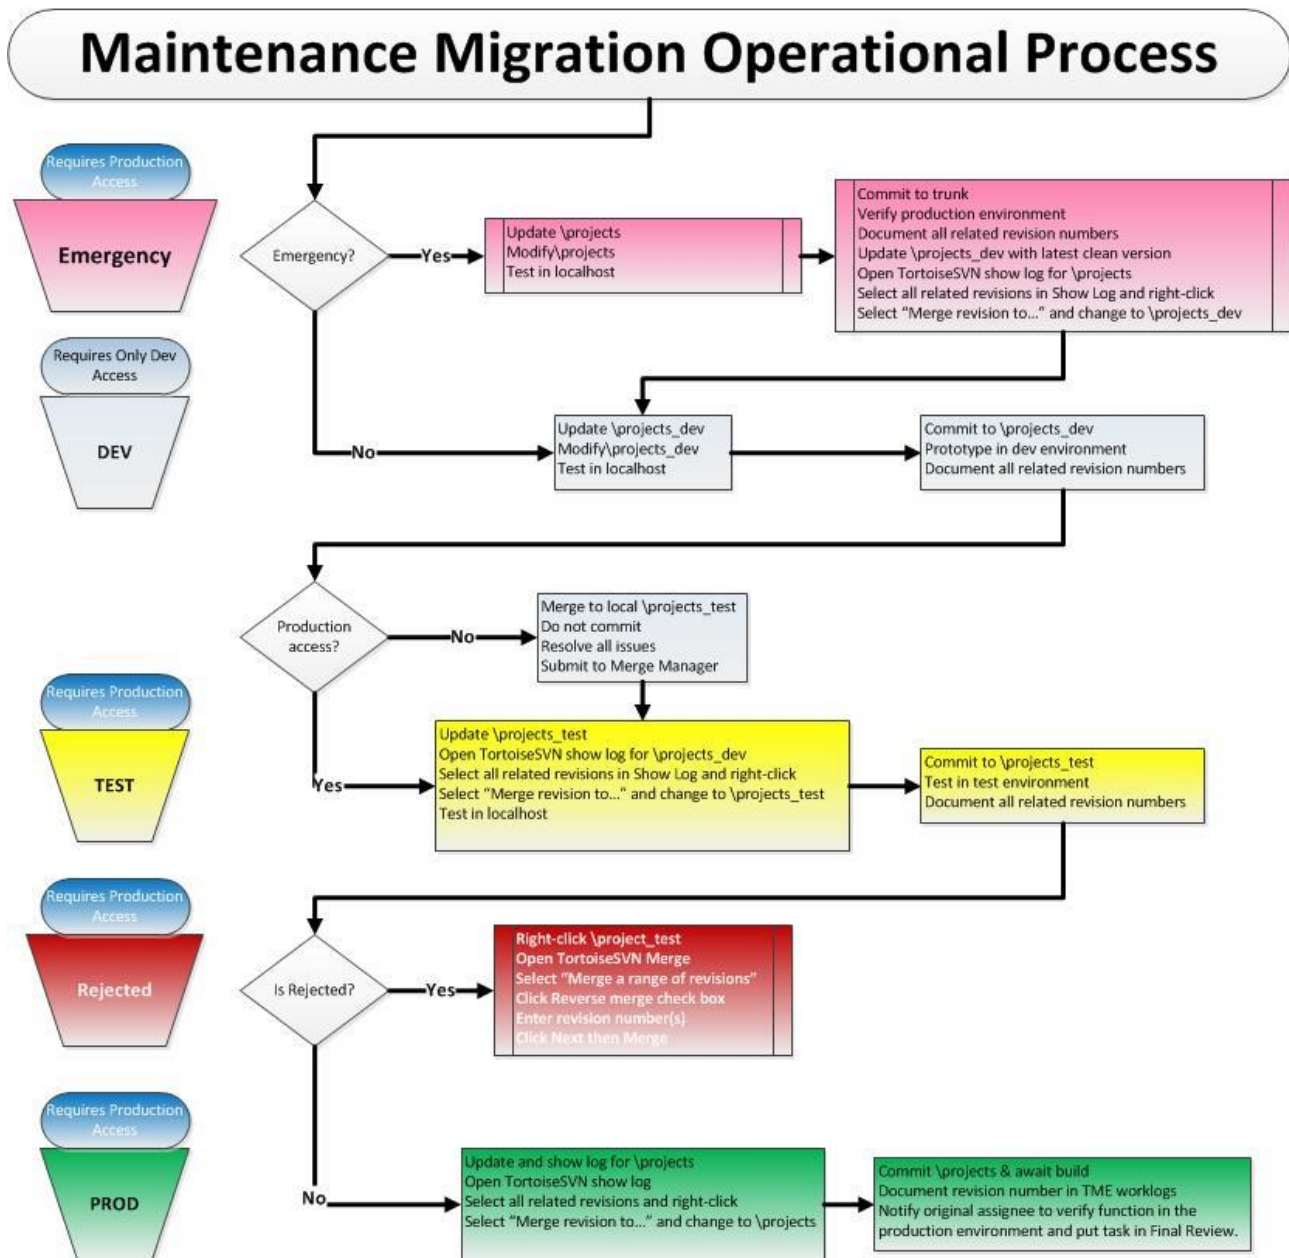 Maintenance Migration Operational Process
Requires Production
Access
Emergency
Emergency?
Yes
Update \projects
Modify\projects
Test in localhost
Commit to trunk
Verify production environment
Document all related revision numbers
Update \projects_dev with latest clean version
Open TortoiseSVN show log for \projects
Select all related revisions in Show Log and right-click
Select “Merge revision to...” and change to \projects_dev
Requires Only Dev
Access
DEV
No
Update \projects_dev
Modify\projects_dev
Test in localhost
Commit to \projects_dev
Prototype in dev environment
Document all related revision numbers
Production
access?
No
Merge to local \projects_test
Do not commit
Resolve all issues
Submit to Merge Manager
Requires Production
Access
TEST
Yes
Update \projects_test
Open TortoiseSVN show log for \projects_dev
Select all related revisions in Show Log and right-click
Select “Merge revision to...” and change to \projects_test
Test in localhost
Commit to \projects_test
Test in test environment
Document all related revision numbers
Requires Production
Access
Rejected
Is Rejected?
Yes
Right-click \project_test
Open TortoiseSVN Merge
Select “Merge a range of revisions”
Click Reverse merge check box
Enter revision number(s)
Click Next then Merge
Requires Production
Access
PROD
No
Update and show log for \projects
Open TortoiseSVN show log
Select all related revisions and right-click
Select “Merge revision to...” and change to \projects
Commit \projects & await build
Document revision number in TME worklogs
Notify original assignee to verify function in the
production environment and put task in Final Review.